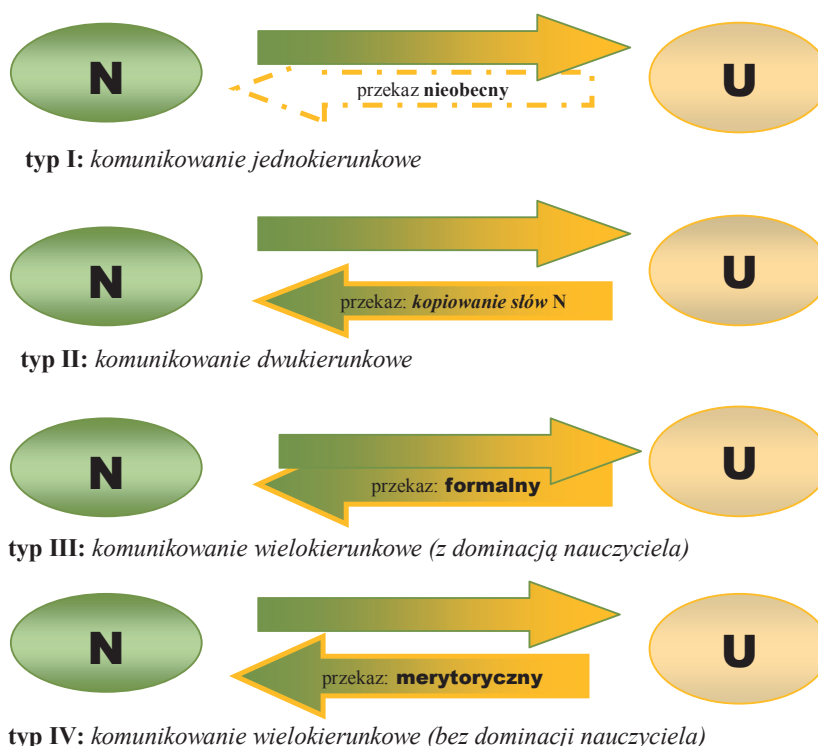 N
U
przekaz nieobecny
typ I: komunikowanie jednokierunkowe
N
U
przekaz: kopiowanie słów N
typ II: komunikowanie dwukierunkowe
N
U
przekaz: formalny
typ III: komunikowanie wielokierunkowe (z dominacją nauczyciela)
N
U
przekaz: merytoryczny
typ IV: komunikowanie wielokierunkowe (bez dominacji nauczyciela)